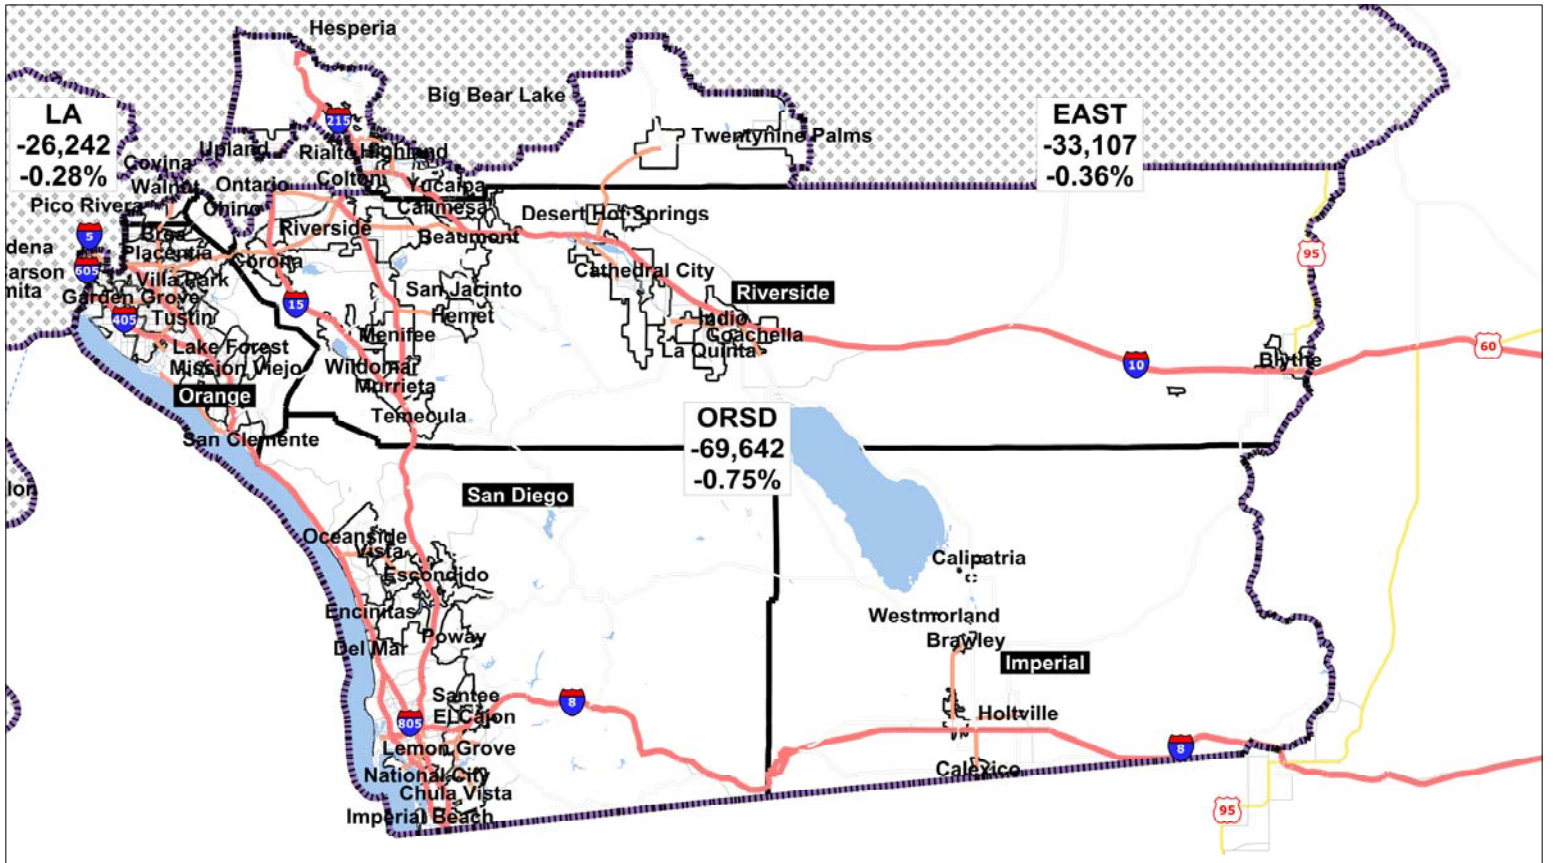 Hesperia
Big Bear Lake
LA
-26,242
-0.28%
EAST
-33,107
-0.36%
215
Twentynine Palms
Upland
Rialto
Highland
Covina
Colton
Yucaipa
Walnut
Ontario
Pico Rivera
Chino
Calimesa
Desert Hot Springs
5
Brea
Riverside
Beaumont
dena
Placentia
Corona
95
605
arson
Villa Park
Cathedral City
mita
Garden Grove
15
San Jacinto
Riverside
405
Tustin
Hemet
Indio
Menifee
Coachella
Lake Forest
La Quinta
60
Mission Viejo
Wildomar
10
Blythe
Orange
Murrieta
Temecula
ORSD
-69,642
-0.75%
San Clemente
lon
San Diego
Oceanside
Vista
Escondido
Calipatria
Encinitas
Westmorland
Poway
Brawley
Del Mar
Imperial
Santee
8
El Cajon
805
Holtville
Lemon Grove
8
National City
Calexico
Chula Vista
Imperial Beach
95